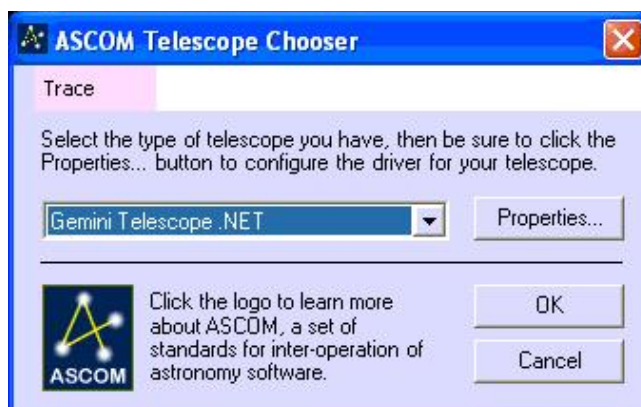 ASCOM Telescope Chooser
Trace
Select the type of telescope you have, then be sure to click the
Properties... button to configure the driver for your telescope.
Gemini Telescope .NET
Properties...
Click the logo to learn more
about ASCOM, a set of
standards for inter-operation of
astronomy software.
ASCOM
OK
Cancel